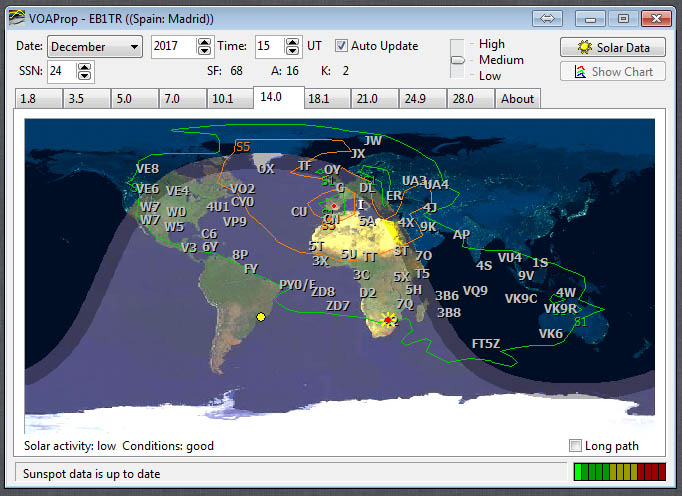 VOAProp - EB1TR ((Spain: Madrid))
Date: December 2017 Time: 15 UT Auto Update
High
Medium
Low
Solar Data
SSN: 24 SF: 68 A: 16 K: 2
Show Chart
1.8 3.5 5.0 7.0 10.1 14.0 18.1 21.0 24.9 28.0 About
S5 JW
JX
VE8 OX TF OY
S1 UA3 UA4
VE6 VE4 VO2 G DL
ER
W7 W0 4U1 CY0 CU I 4J
W7 W5 VP9 5A 4X 9K
C6 AP
V3 6Y 5T ST
8P 3X 5U TT 7O VU4 1S
FY 3C 5X T5 4S 9V
PY0/F ZD8 D2 5H 3B6 VQ9 VK9C 4W
ZD7 7Q 3B8 VK9R
S1
VK6
FT5Z
Solar activity: low Conditions: good Long path
Sunspot data is up to date